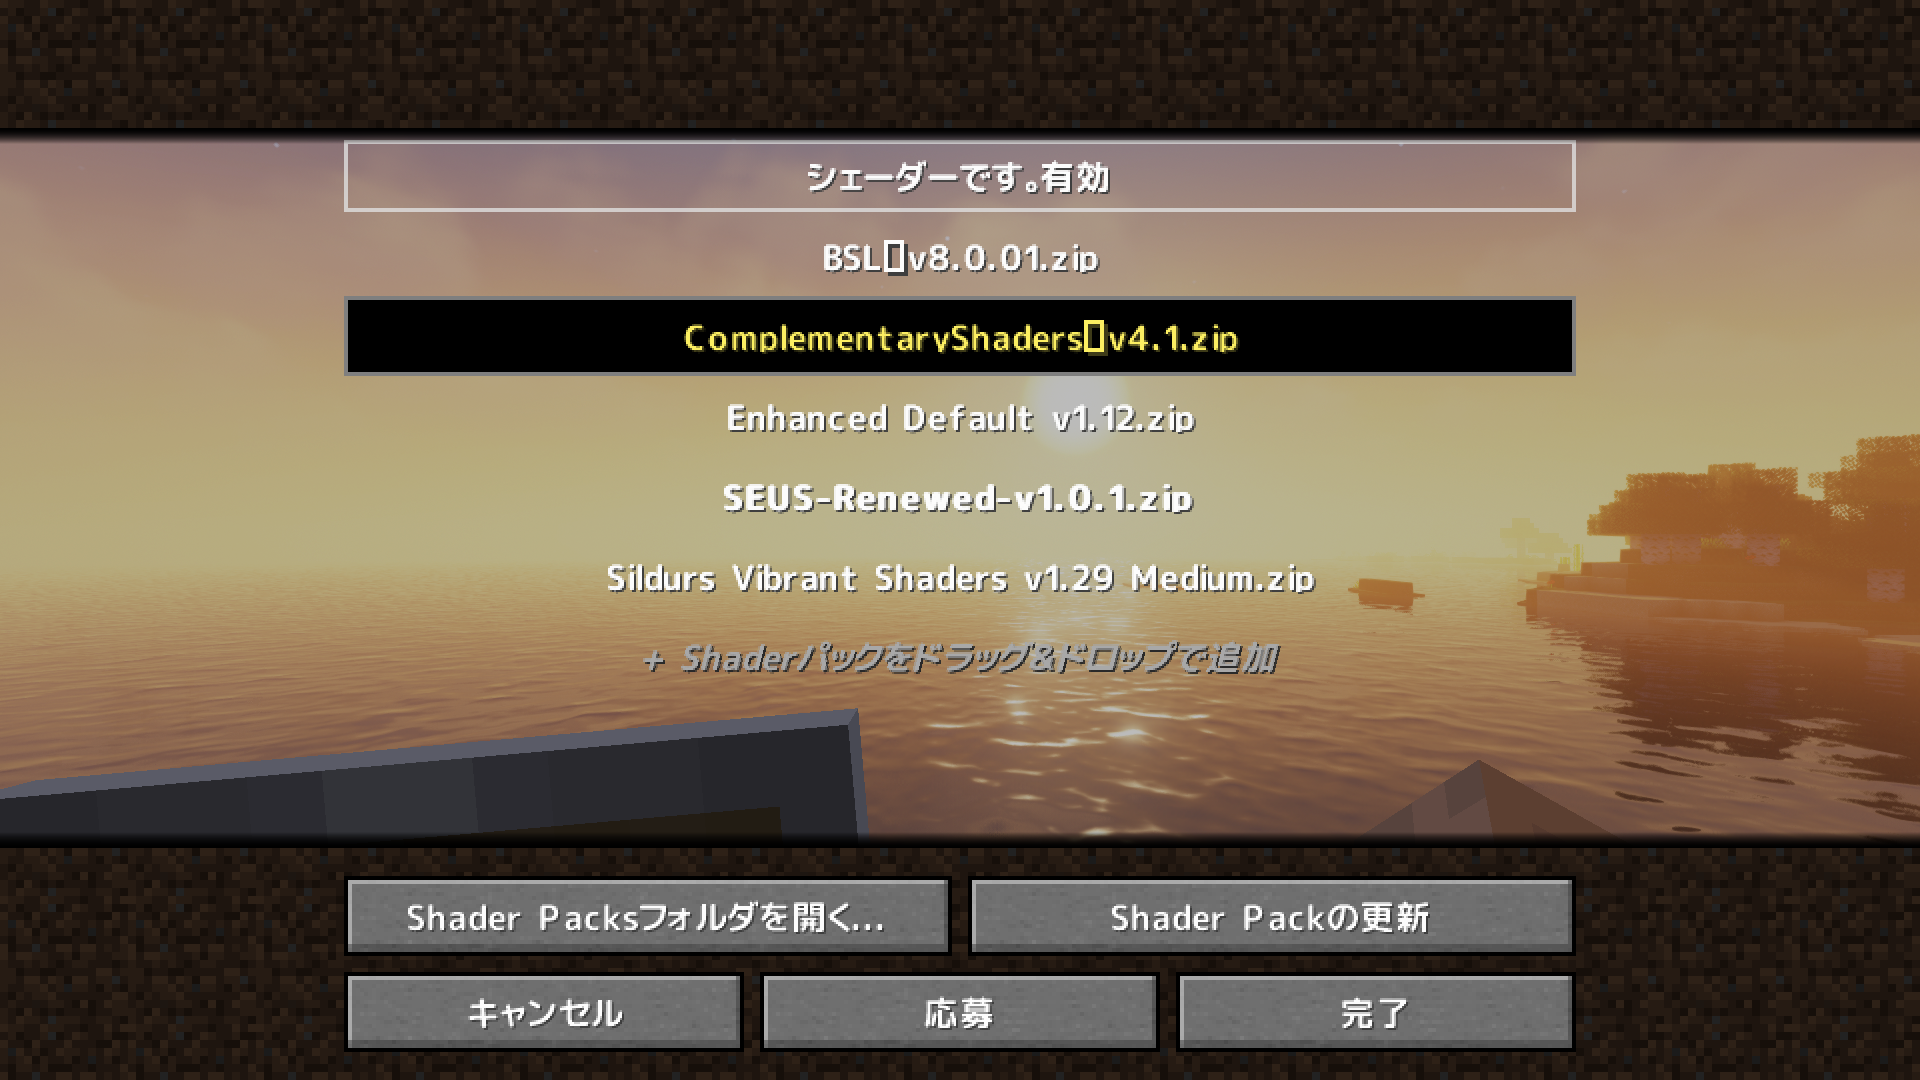 シェーダーです。有効
BSL▯v8.0.01.zip
ComplementaryShaders▯v4.1.zip
Enhanced Default v1.12.zip
SEUS-Renewed-v1.0.1.zip
Sildurs Vibrant Shaders v1.29 Medium.zip
+ Shaderパックをドラッグ&ドロップで追加
Shader Packsフォルダを開く...
Shader Packの更新
キャンセル
応募
完了